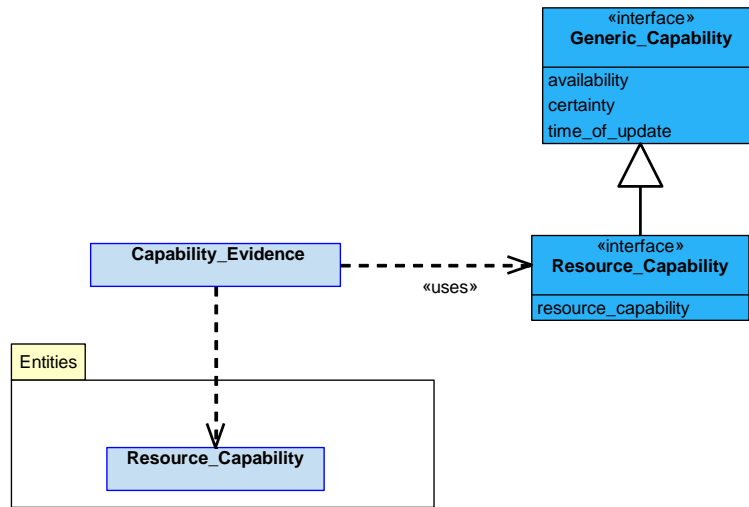 «interface»
Generic_Capability
availability
certainty
time_of_update
«interface»
Resource_Capability
resource_capability
Capability_Evidence
«uses»
Entities
Resource_Capability